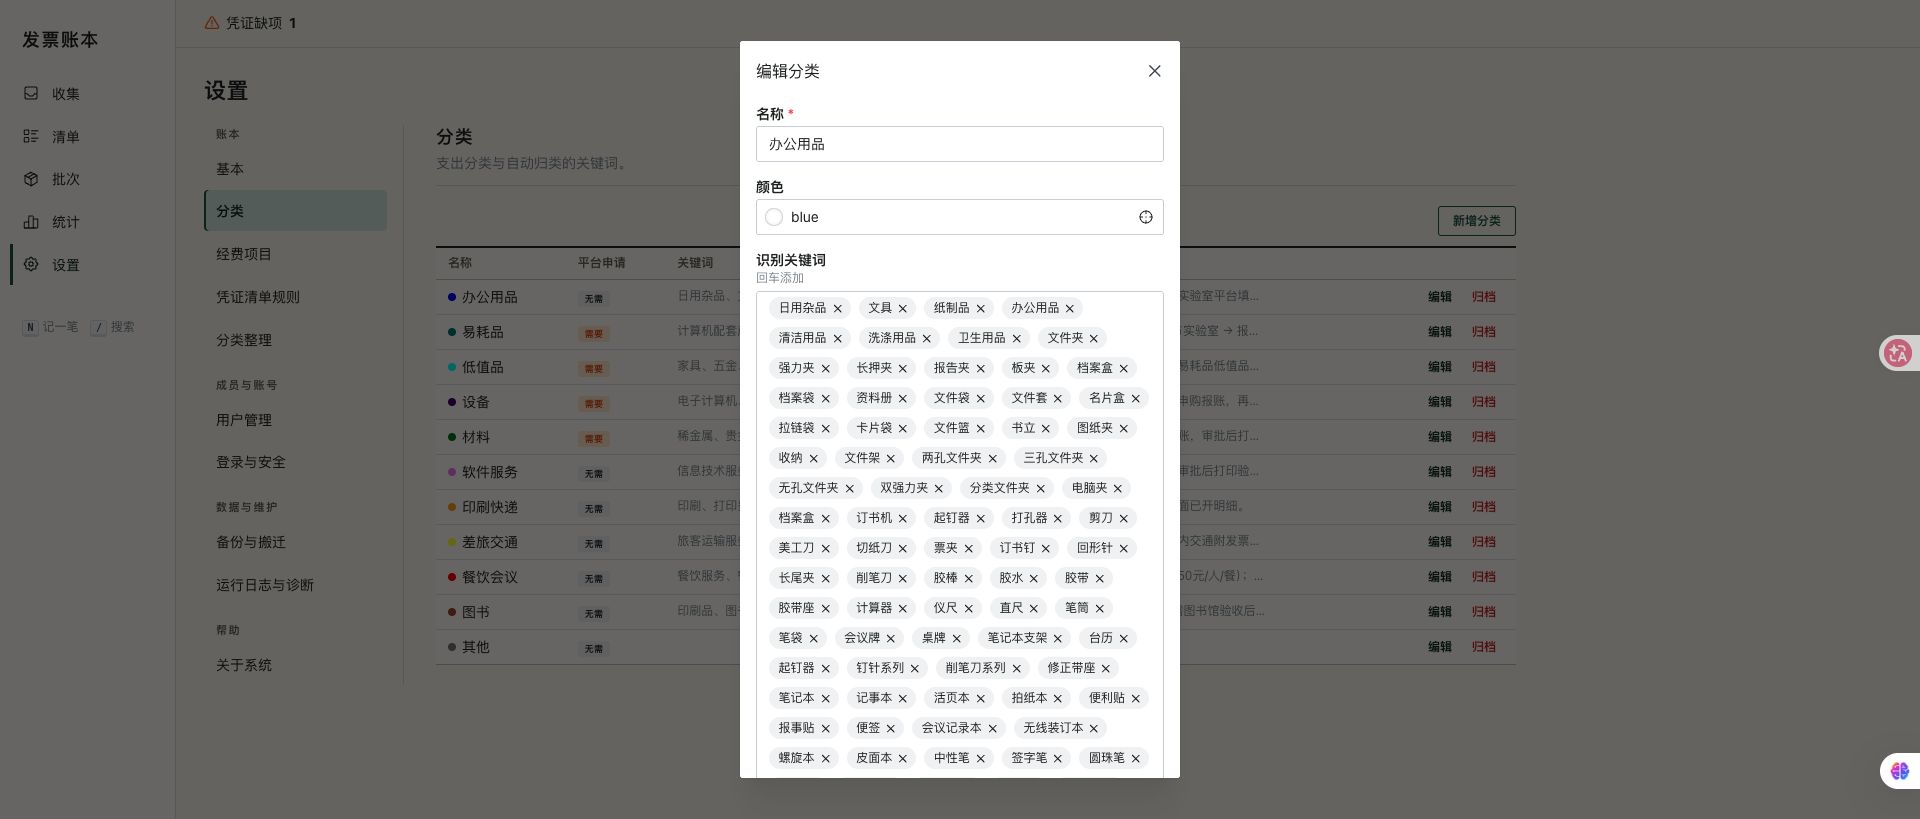 发票账本
收集
清单
批次
统计
设置
N 记一笔 / 搜索
凭证缺项 1
设置
账本
基本
分类
经费项目
凭证清单规则
分类整理
成员与账号
用户管理
登录与安全
数据与维护
备份与搬迁
运行日志与诊断
帮助
关于系统
分类
支出分类与自动归类的关键词。
新增分类
名称 平台申请 关键词
办公用品 无需 日用杂品、 实验室平台填... 编辑 归档
易耗品 需要 计算机配套 实验室 → 报... 编辑 归档
低值品 需要 家具、五金 易耗品低值品... 编辑 归档
设备 需要 电子计算机 申购报账，再... 编辑 归档
材料 需要 稀金属、贵 账，审批后打... 编辑 归档
软件服务 无需 信息技术服 审批后打印验... 编辑 归档
印刷快递 无需 印刷、打印 面已开明细。 编辑 归档
差旅交通 无需 旅客运输服 内交通附发票... 编辑 归档
餐饮会议 无需 餐饮服务、 50元/人/餐)；... 编辑 归档
图书 无需 印刷品、图 图书馆验收后... 编辑 归档
其他 无需 编辑 归档
编辑分类
名称 *
办公用品
颜色
blue
识别关键词
回车添加
日用杂品 文具 纸制品 办公用品
清洁用品 洗涤用品 卫生用品 文件夹
强力夹 长押夹 报告夹 板夹 档案盒
档案袋 资料册 文件袋 文件套 名片盒
拉链袋 卡片袋 文件篮 书立 图纸夹
收纳 文件架 两孔文件夹 三孔文件夹
无孔文件夹 双强力夹 分类文件夹 电脑夹
档案盒 订书机 起钉器 打孔器 剪刀
美工刀 切纸刀 票夹 订书钉 回形针
长尾夹 削笔刀 胶棒 胶水 胶带
胶带座 计算器 仪尺 直尺 笔筒
笔袋 会议牌 桌牌 笔记本支架 台历
起钉器 钉针系列 削笔刀系列 修正带座
笔记本 记事本 活页本 拍纸本 便利贴
报事贴 便签 会议记录本 无线装订本
螺旋本 皮面本 中性笔 签字笔 圆珠笔